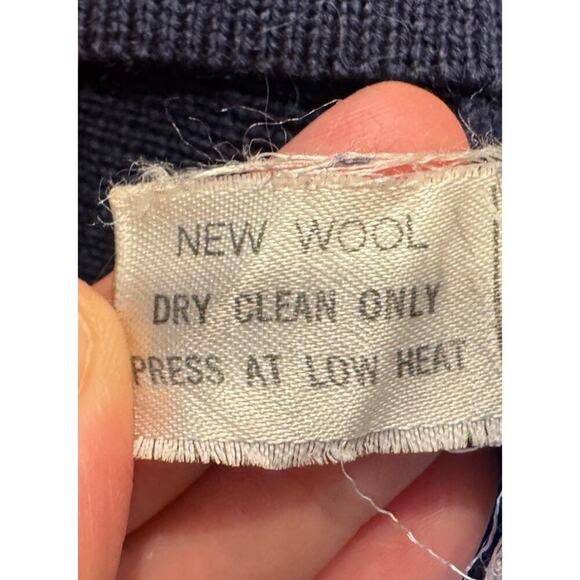 NEW WOOL
DRY CLEAN ONLY
PRESS AT LOW HEAT